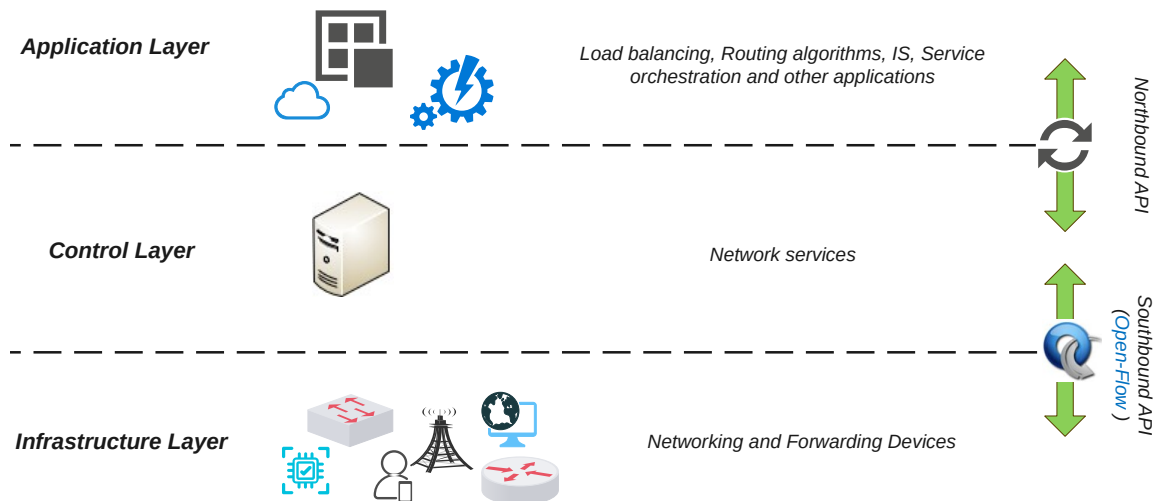 Application Layer
Load balancing, Routing algorithms, IS, Service
orchestration and other applications
Northbound API
Control Layer
Network services
Southbound API
(Open-Flow )
Infrastructure Layer
Networking and Forwarding Devices